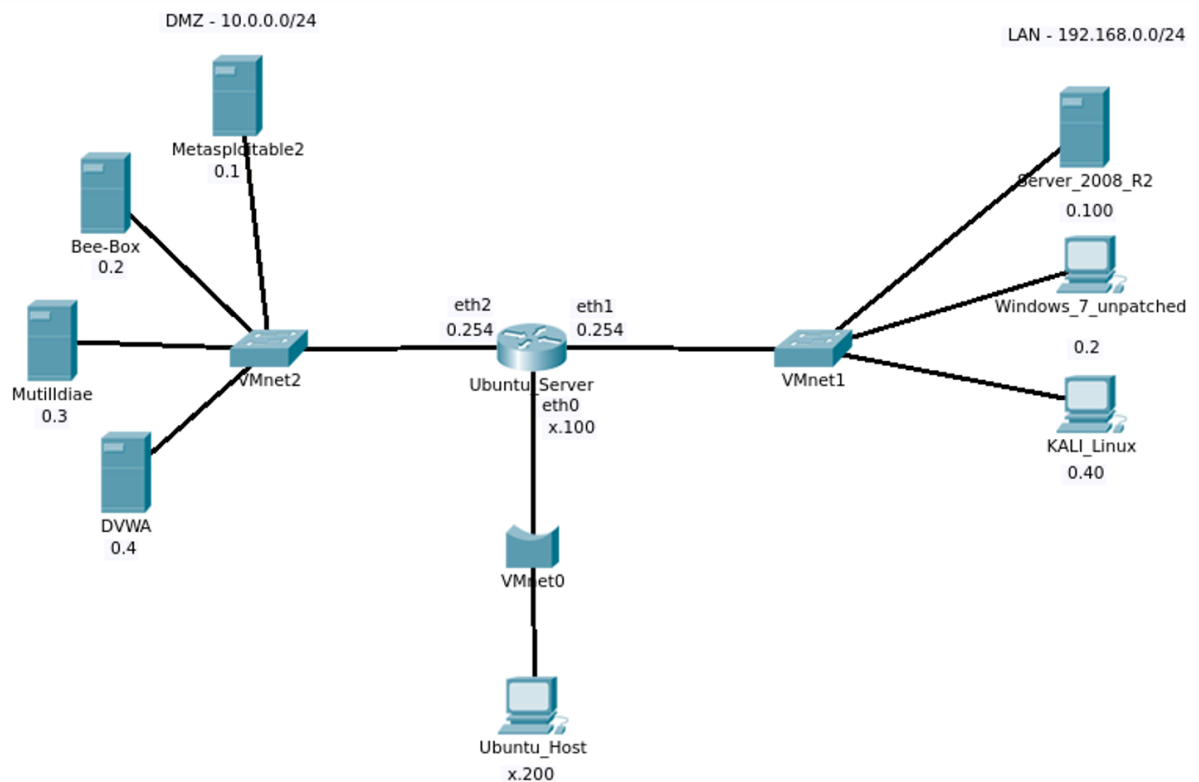 DMZ - 10.0.0.0/24
LAN - 192.168.0.0/24
Metasploitable2
0.1
Bee-Box
0.2
Mutilldiae
0.3
DVWA
0.4
VMnet2
eth2
0.254
eth1
0.254
Ubuntu_Server
eth0
x.100
VMnet0
Ubuntu_Host
x.200
VMnet1
Server_2008_R2
0.100
Windows_7_unpatched
0.2
KALI_Linux
0.40